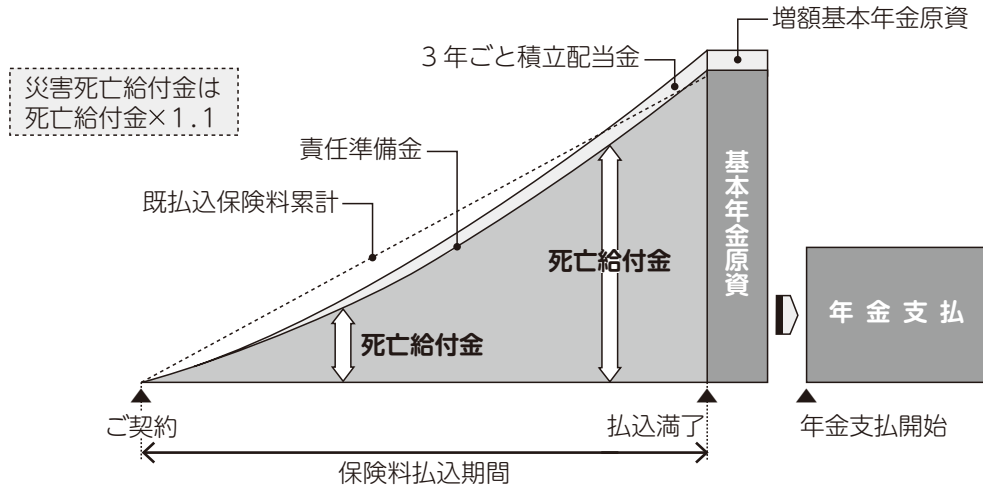 増額基本年金原資
3年ごと積立配当金
災害死亡給付金は
死亡給付金×1.1
責任準備金
既払込保険料累計
基本年金原資
死亡給付金
死亡給付金
年金支払
ご契約
払込満了
年金支払開始
保険料払込期間